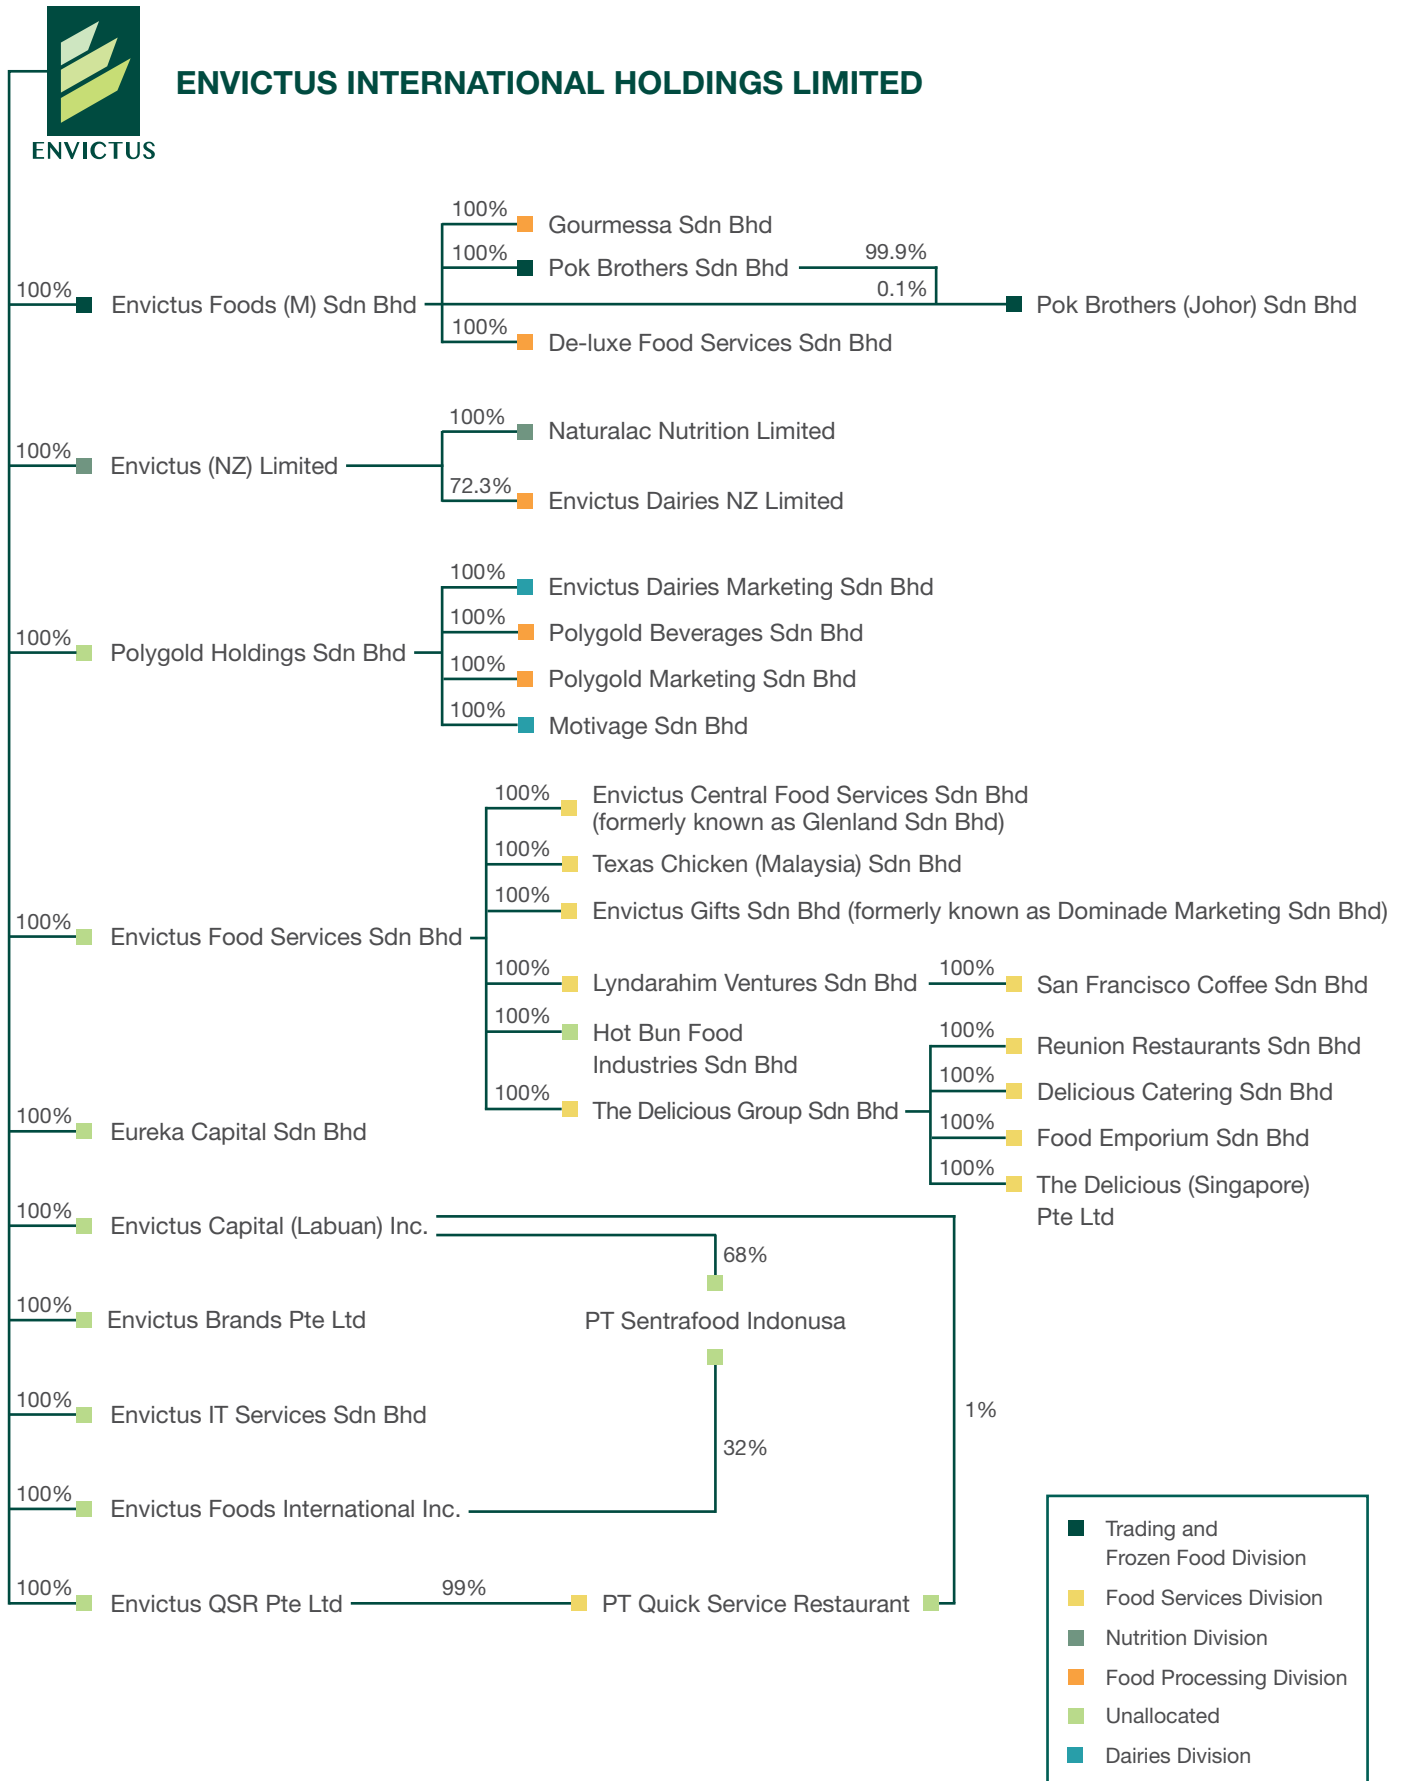 ENVICTUS INTERNATIONAL HOLDINGS LIMITED
ENVICTUS
100%
Gourmessa Sdn Bhd
100%
Pok Brothers Sdn Bhd
99.9%
100%
Envictus Foods (M) Sdn Bhd
0.1%
Pok Brothers (Johor) Sdn Bhd
100%
De-luxe Food Services Sdn Bhd
100%
Naturalac Nutrition Limited
100%
Envictus (NZ) Limited
72.3%
Envictus Dairies NZ Limited
100%
Envictus Dairies Marketing Sdn Bhd
100%
Polygold Beverages Sdn Bhd
100%
Polygold Holdings Sdn Bhd
100%
Polygold Marketing Sdn Bhd
100%
Motivage Sdn Bhd
100%
Envictus Central Food Services Sdn Bhd
(formerly known as Glenland Sdn Bhd)
100%
Texas Chicken (Malaysia) Sdn Bhd
100%
Envictus Gifts Sdn Bhd (formerly known as Dominade Marketing Sdn Bhd)
100%
Envictus Food Services Sdn Bhd
100%
Lyndarahim Ventures Sdn Bhd
100%
San Francisco Coffee Sdn Bhd
100%
Hot Bun Food
Industries Sdn Bhd
100%
Reunion Restaurants Sdn Bhd
100%
Delicious Catering Sdn Bhd
100%
The Delicious Group Sdn Bhd
100%
Food Emporium Sdn Bhd
100%
The Delicious (Singapore)
Pte Ltd
100%
Eureka Capital Sdn Bhd
100%
Envictus Capital (Labuan) Inc.
68%
100%
Envictus Brands Pte Ltd
PT Sentrafood Indonusa
100%
Envictus IT Services Sdn Bhd
1%
32%
100%
Envictus Foods International Inc.
100%
Envictus QSR Pte Ltd
99%
PT Quick Service Restaurant
Trading and
Frozen Food Division
Food Services Division
Nutrition Division
Food Processing Division
Unallocated
Dairies Division